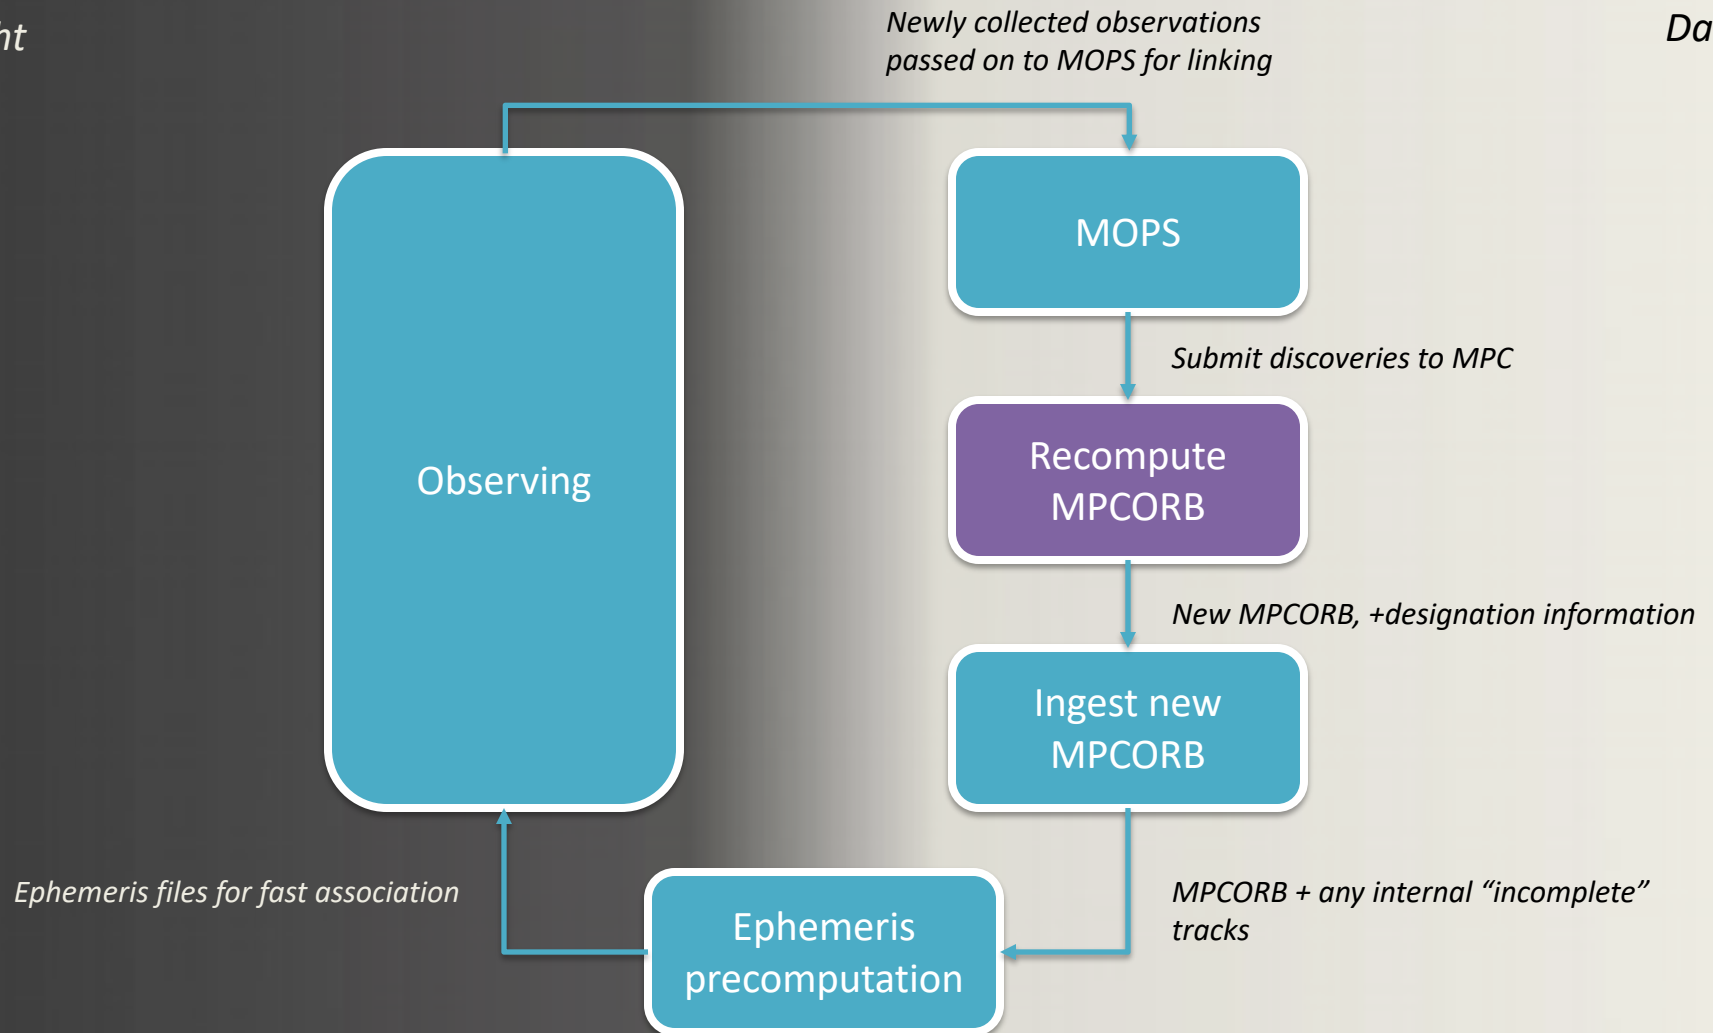 Newly collected observations
passed on to MOPS for linking
MOPS
Submit discoveries to MPC
Recompute
MPCORB
Observing
New MPCORB, +designation information
Ingest new
MPCORB
Ephemeris files for fast association
MPCORB + any internal “incomplete”
tracks
Ephemeris
precomputation